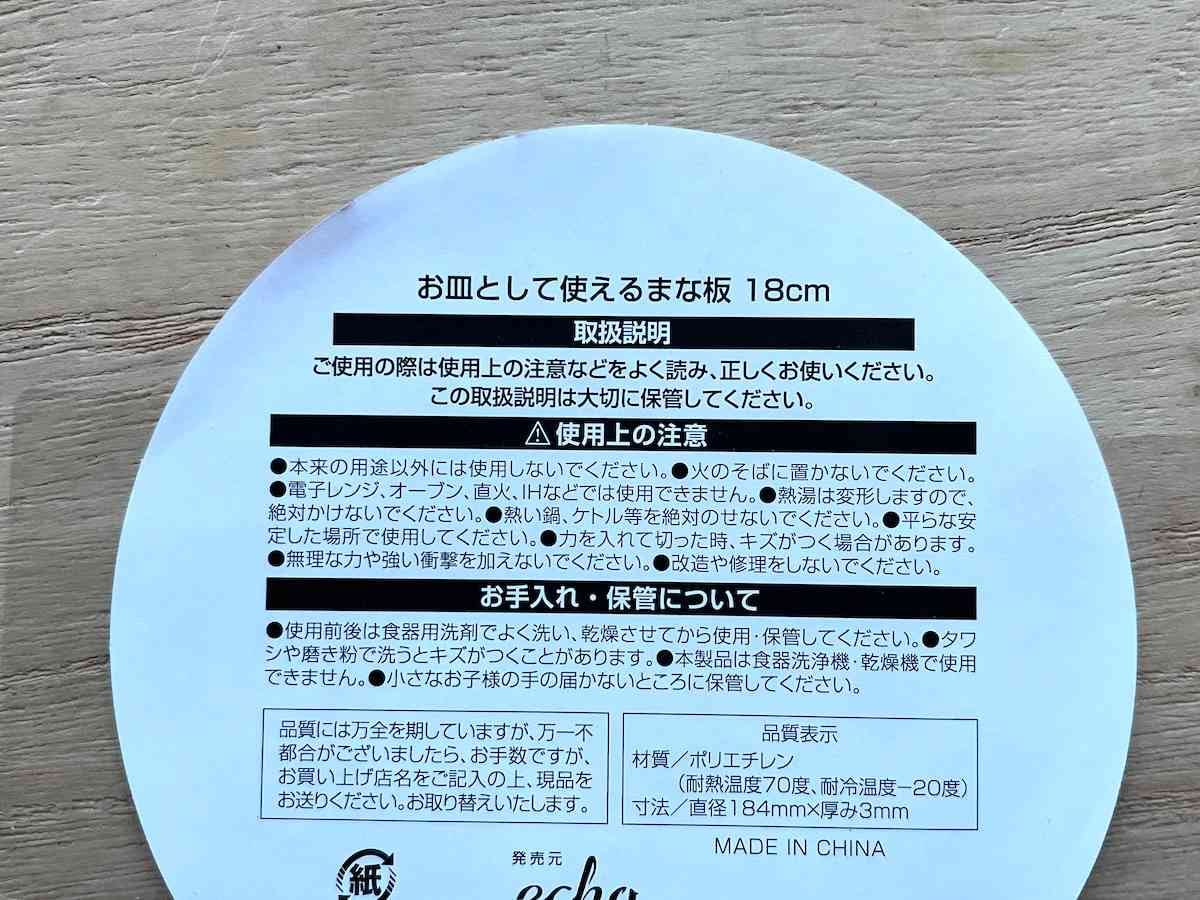 お皿として使えるまな板 18cm
取扱説明
ご使用の際は使用上の注意などをよく読み、正しくお使いください。
この取扱説明は大切に保管してください。
⚠使用上の注意
●本来の用途以外には使用しないでください。●火のそばに置かないでください。
●電子レンジ、オーブン、直火、IHなどでは使用できません。●熱湯は変形しますので、
絶対かけないでください。●熱い鍋、ケトル等を絶対のせないでください。●平らな安
定した場所で使用してください。●力を入れて切った時、キズがつく場合があります。
●無理な力や強い衝撃を加えないでください。●改造や修理をしないでください。
お手入れ・保管について
●使用前後は食器用洗剤でよく洗い、乾燥させてから使用・保管してください。●タワ
シや磨き粉で洗うとキズがつくことがあります。●本製品は食器洗浄機・乾燥機で使用
できません。●小さなお子様の手の届かないところに保管してください。
品質には万全を期していますが、万一不
都合がございましたら、お手数ですが、
お買い上げ店名をご記入の上、現品を
お送りください。お取り替えいたします。
品質表示
材質／ポリエチレン
（耐熱温度70度、耐冷温度−20度）
寸法／直径184mm×厚み3mm
MADE IN CHINA
紙
発売元
echo